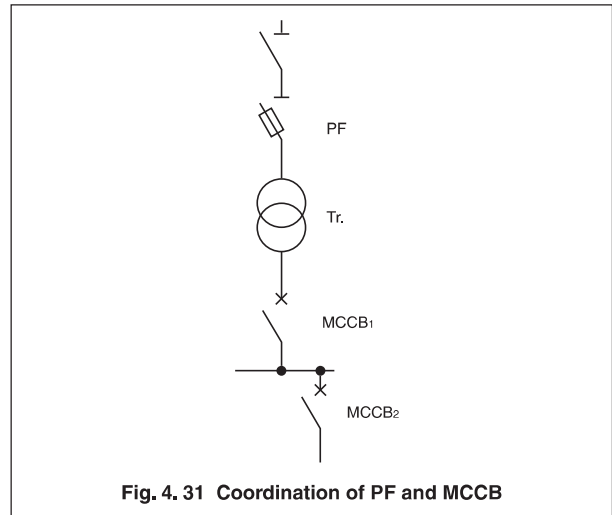 PF
Tr.
MCCB₁
MCCB₂
Fig. 4. 31 Coordination of PF and MCCB